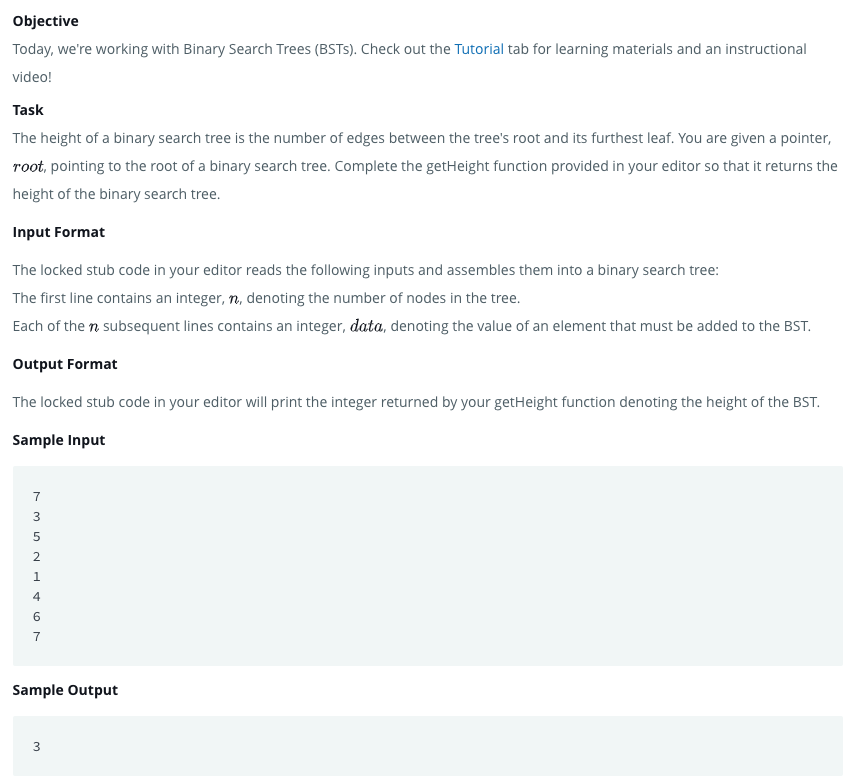 Objective
Today, we're working with Binary Search Trees (BSTs). Check out the Tutorial tab for learning materials and an instructional
video!
Task
The height of a binary search tree is the number of edges between the tree's root and its furthest leaf. You are given a pointer,
root, pointing to the root of a binary search tree. Complete the getHeight function provided in your editor so that it returns the
height of the binary search tree.
Input Format
The locked stub code in your editor reads the following inputs and assembles them into a binary search tree:
The first line contains an integer, n, denoting the number of nodes in the tree.
Each of the n subsequent lines contains an integer, data, denoting the value of an element that must be added to the BST.
Output Format
The locked stub code in your editor will print the integer returned by your getHeight function denoting the height of the BST.
Sample Input
7
3
5
2
1
4
6
7
Sample Output
3